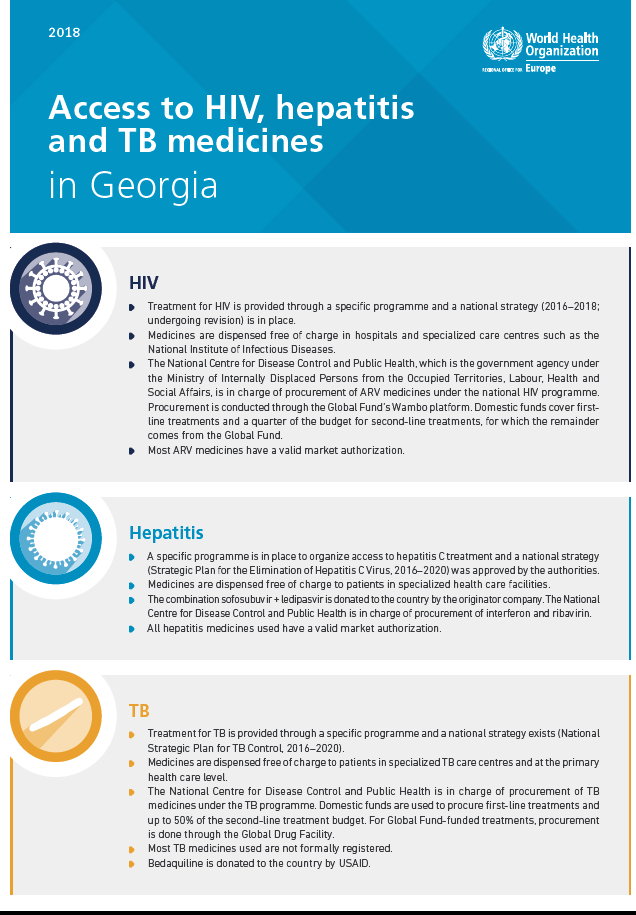 2018
World Health
Organization
REGIONAL OFFICE FOR Europe
Access to HIV, hepatitis
and TB medicines
in Georgia
HIV
Treatment for HIV is provided through a specific programme and a national strategy (2016–2018;
undergoing revision) is in place.
Medicines are dispensed free of charge in hospitals and specialized care centres such as the
National Institute of Infectious Diseases.
The National Centre for Disease Control and Public Health, which is the government agency under
the Ministry of Internally Displaced Persons from the Occupied Territories, Labour, Health and
Social Affairs, is in charge of procurement of ARV medicines under the national HIV programme.
Procurement is conducted through the Global Fund's Wambo platform. Domestic funds cover first-
line treatments and a quarter of the budget for second-line treatments, for which the remainder
comes from the Global Fund.
Most ARV medicines have a valid market authorization.
Hepatitis
A specific programme is in place to organize access to hepatitis C treatment and a national strategy
(Strategic Plan for the Elimination of Hepatitis C Virus, 2016–2020) was approved by the authorities.
Medicines are dispensed free of charge to patients in specialized health care facilities.
The combination sofosubuvir + ledipasvir is donated to the country by the originator company. The National
Centre for Disease Control and Public Health is in charge of procurement of interferon and ribavirin.
All hepatitis medicines used have a valid market authorization.
TB
Treatment for TB is provided through a specific programme and a national strategy exists (National
Strategic Plan for TB Control, 2016–2020).
Medicines are dispensed free of charge to patients in specialized TB care centres and at the primary
health care level.
The National Centre for Disease Control and Public Health is in charge of procurement of TB
medicines under the TB programme. Domestic funds are used to procure first-line treatments and
up to 50% of the second-line treatment budget. For Global Fund-funded treatments, procurement
is done through the Global Drug Facility.
Most TB medicines used are not formally registered.
Bedaquiline is donated to the country by USAID.